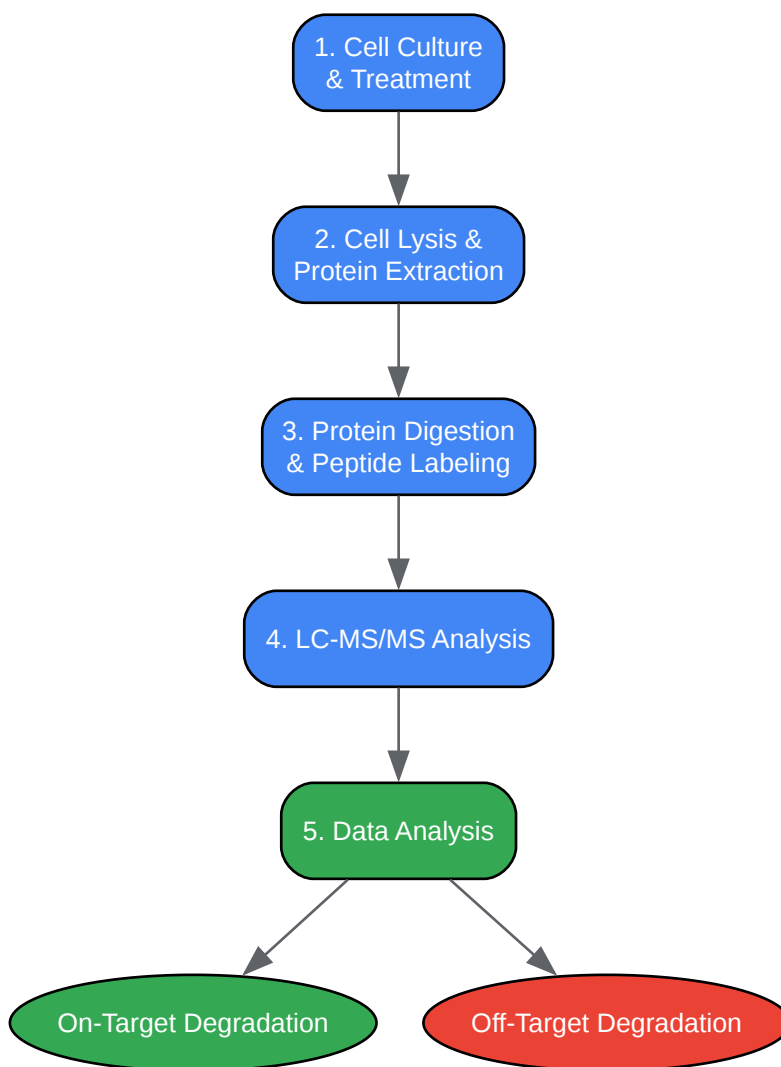 1. Cell Culture
& Treatment
2. Cell Lysis &
Protein Extraction
3. Protein Digestion
& Peptide Labeling
4. LC-MS/MS Analysis
5. Data Analysis
On-Target Degradation
Off-Target Degradation